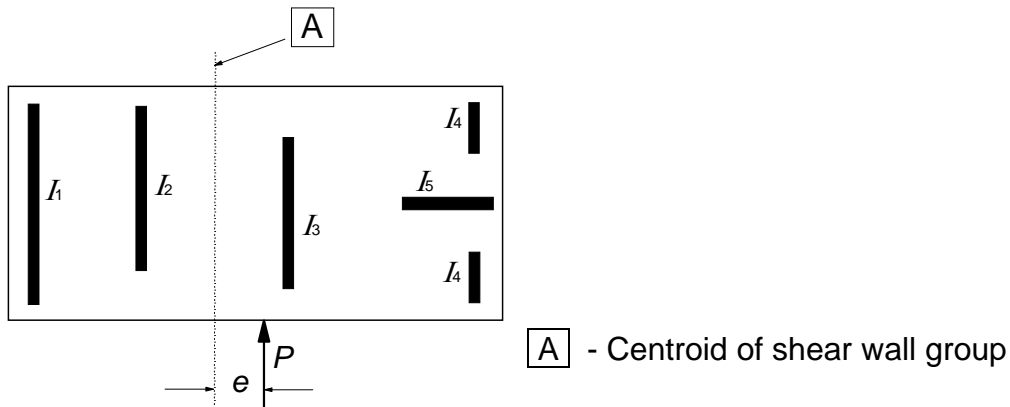 A
I4
I5
I1
I2
I3
I4
P
e
A - Centroid of shear wall group